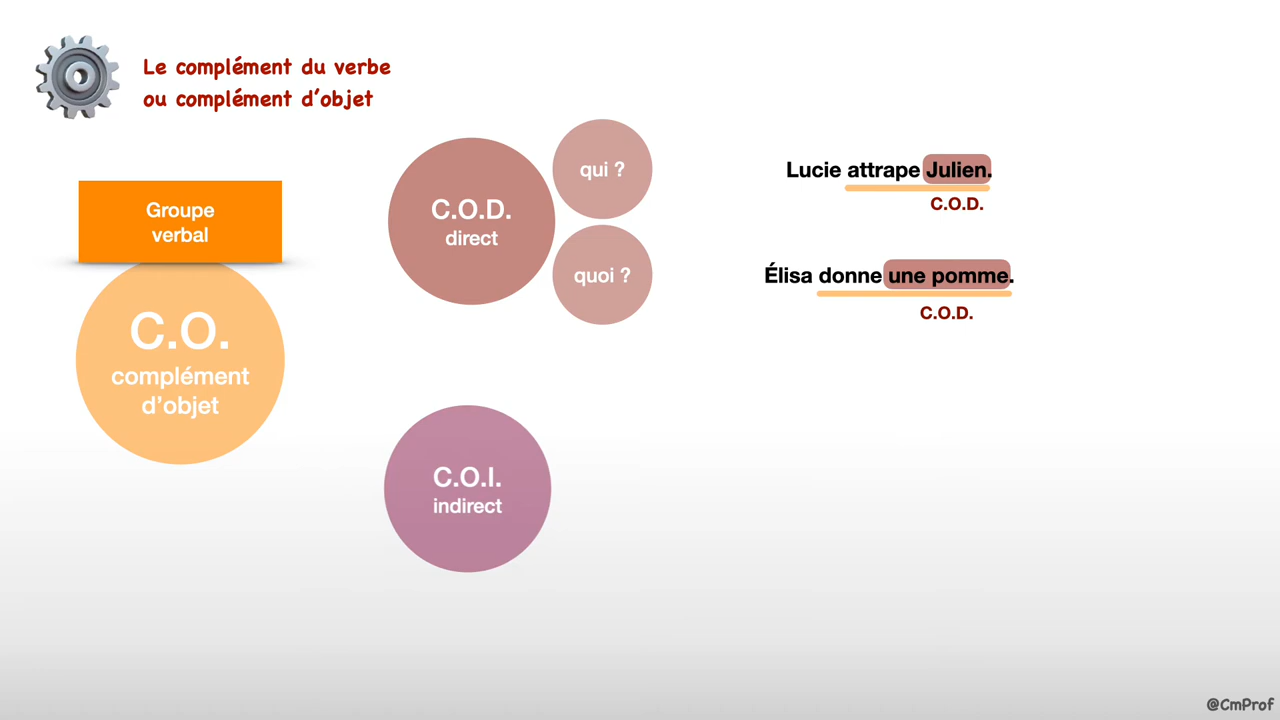 Le complément du verbe
ou complément d'objet
Groupe
verbal
C.O.
complément
d'objet
C.O.D.
direct
qui ?
quoi ?
Lucie attrape Julien.
C.O.D.
Élisa donne une pomme.
C.O.D.
C.O.I.
indirect
@CmProf